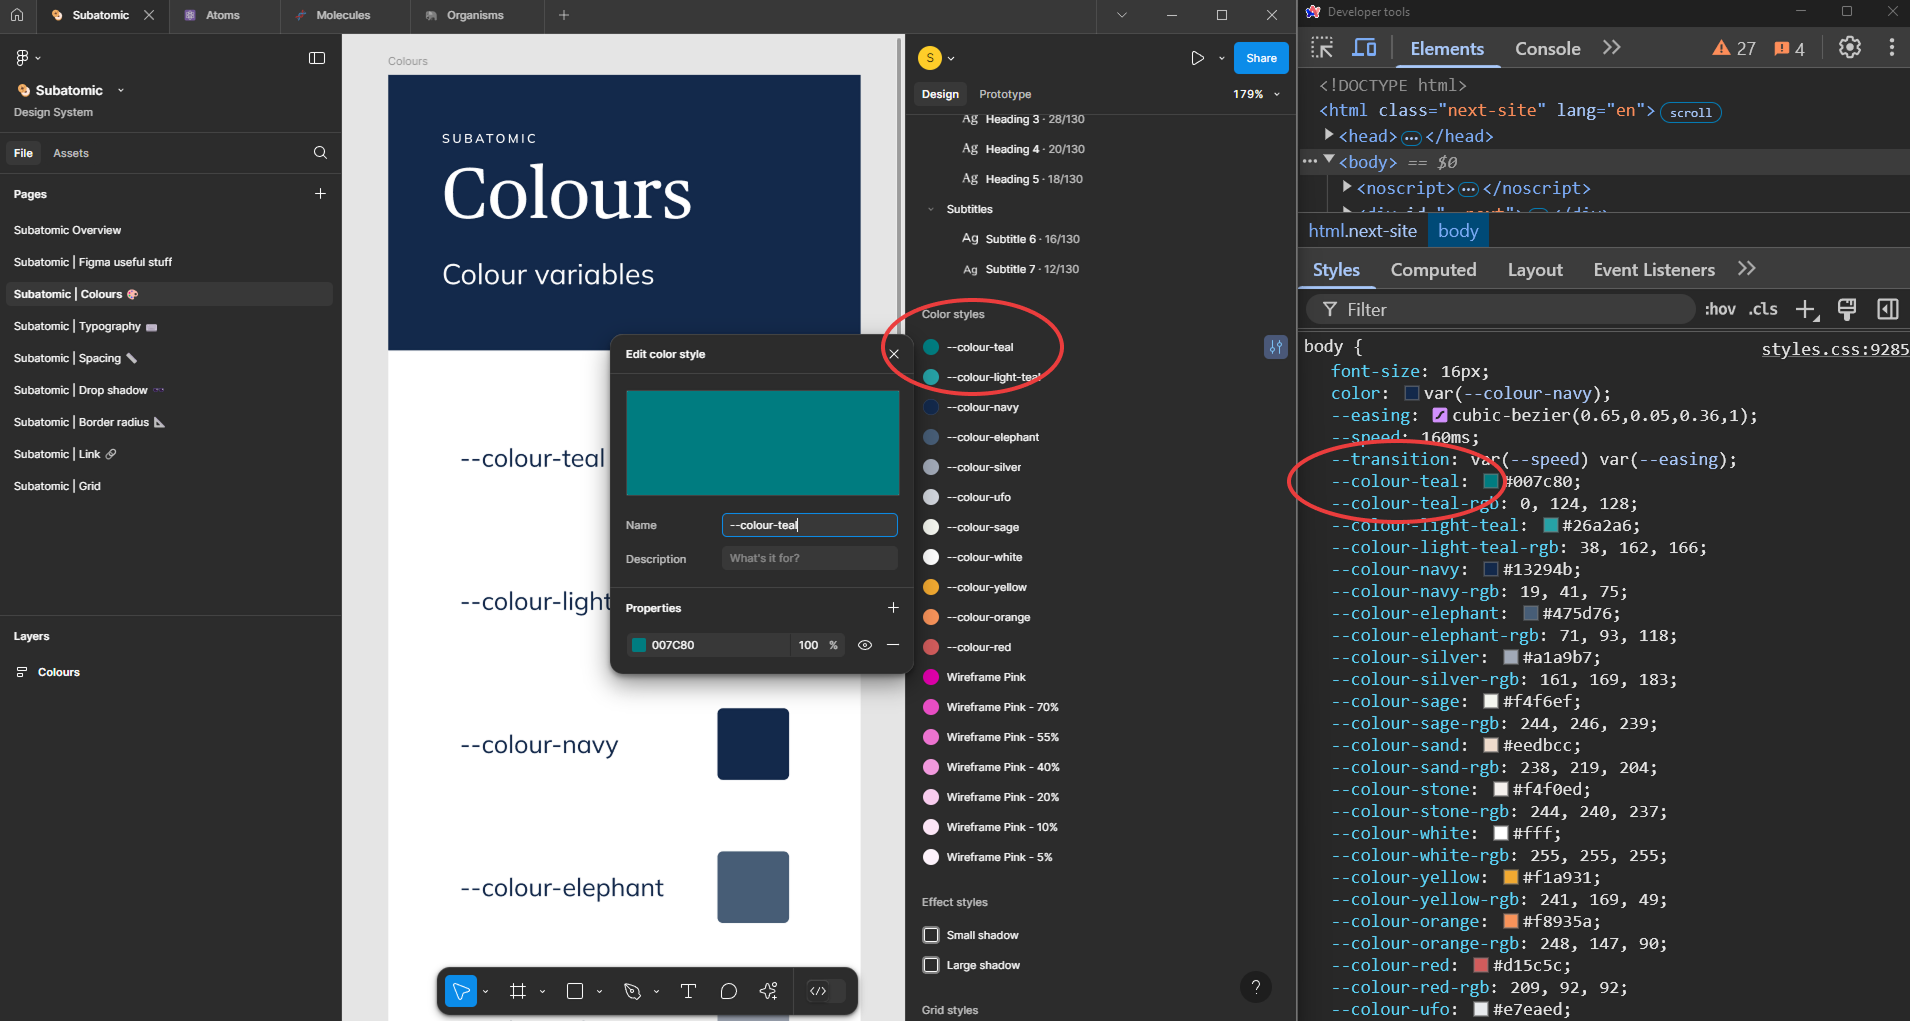 Subatomic
Atoms
Molecules
Organisms
Subatomic
Design System
File
Assets
Pages
Subatomic Overview
Subatomic | Figma useful stuff
Subatomic | Colours
Subatomic | Typography
Subatomic | Spacing
Subatomic | Drop shadow
Subatomic | Border radius
Subatomic | Link
Subatomic | Grid
Layers
Colours
Colours
SUBATOMIC
Colours
Colour variables
--colour-teal
--colour-light
--colour-navy
--colour-elephant
Edit color style
Name
--colour-teal
Description
What's it for?
Properties
007C80
100 %
S
Share
Design
Prototype
179%
Ag Heading 3 · 28/130
Ag Heading 4 · 20/130
Ag Heading 5 · 18/130
Subtitles
Ag Subtitle 6 · 16/130
Ag Subtitle 7 · 12/130
Color styles
--colour-teal
--colour-light-teal
--colour-navy
--colour-elephant
--colour-silver
--colour-ufo
--colour-sage
--colour-white
--colour-yellow
--colour-orange
--colour-red
Wireframe Pink
Wireframe Pink - 70%
Wireframe Pink - 55%
Wireframe Pink - 40%
Wireframe Pink - 20%
Wireframe Pink - 10%
Wireframe Pink - 5%
Effect styles
Small shadow
Large shadow
Grid styles
?
Developer tools
Elements
Console
27
4
<!DOCTYPE html>
<html class="next-site" lang="en"> scroll
<head> ••• </head>
••• <body> == $0
<noscript> ••• </noscript>
html.next-site
body
Styles
Computed
Layout
Event Listeners
Filter
:hov
.cls
body {
styles.css:9285
font-size: 16px;
color: var(--colour-navy);
--easing: cubic-bezier(0.65,0.05,0.36,1);
--speed: 160ms;
--transition: var(--speed) var(--easing);
--colour-teal: #007c80;
--colour-teal-rgb: 0, 124, 128;
--colour-light-teal: #26a2a6;
--colour-light-teal-rgb: 38, 162, 166;
--colour-navy: #13294b;
--colour-navy-rgb: 19, 41, 75;
--colour-elephant: #475d76;
--colour-elephant-rgb: 71, 93, 118;
--colour-silver: #a1a9b7;
--colour-silver-rgb: 161, 169, 183;
--colour-sage: #f4f6ef;
--colour-sage-rgb: 244, 246, 239;
--colour-sand: #eedbcc;
--colour-sand-rgb: 238, 219, 204;
--colour-stone: #f4f0ed;
--colour-stone-rgb: 244, 240, 237;
--colour-white: #fff;
--colour-white-rgb: 255, 255, 255;
--colour-yellow: #f1a931;
--colour-yellow-rgb: 241, 169, 49;
--colour-orange: #f8935a;
--colour-orange-rgb: 248, 147, 90;
--colour-red: #d15c5c;
--colour-red-rgb: 209, 92, 92;
--colour-ufo: #e7eaed;